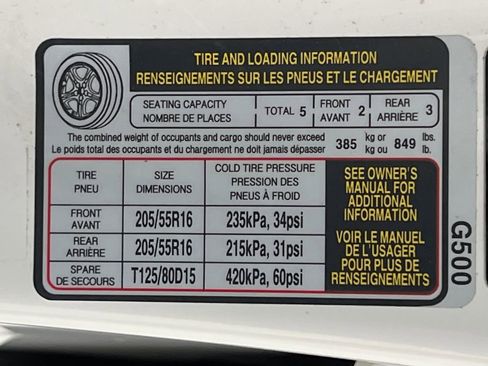 TIRE AND LOADING INFORMATION
RENSEIGNEMENTS SUR LES PNEUS ET LE CHARGEMENT
SEATING CAPACITY
NOMBRE DE PLACES
TOTAL 5
FRONT
AVANT 2
REAR
ARRIÈRE 3
The combined weight of occupants and cargo should never exceed
Le poids total des occupants et du chargement ne doit jamais dépasser
385 kg or
kg ou
849 lbs.
lb.
TIRE
PNEU
SIZE
DIMENSIONS
COLD TIRE PRESSURE
PRESSION DES
PNEUS À FROID
FRONT
AVANT
205/55R16
235kPa, 34psi
REAR
ARRIÈRE
205/55R16
215kPa, 31psi
SPARE
DE SECOURS
T125/80D15
420kPa, 60psi
SEE OWNER'S
MANUAL FOR
ADDITIONAL
INFORMATION
VOIR LE MANUEL
DE L'USAGER
POUR PLUS DE
RENSEIGNEMENTS
G500